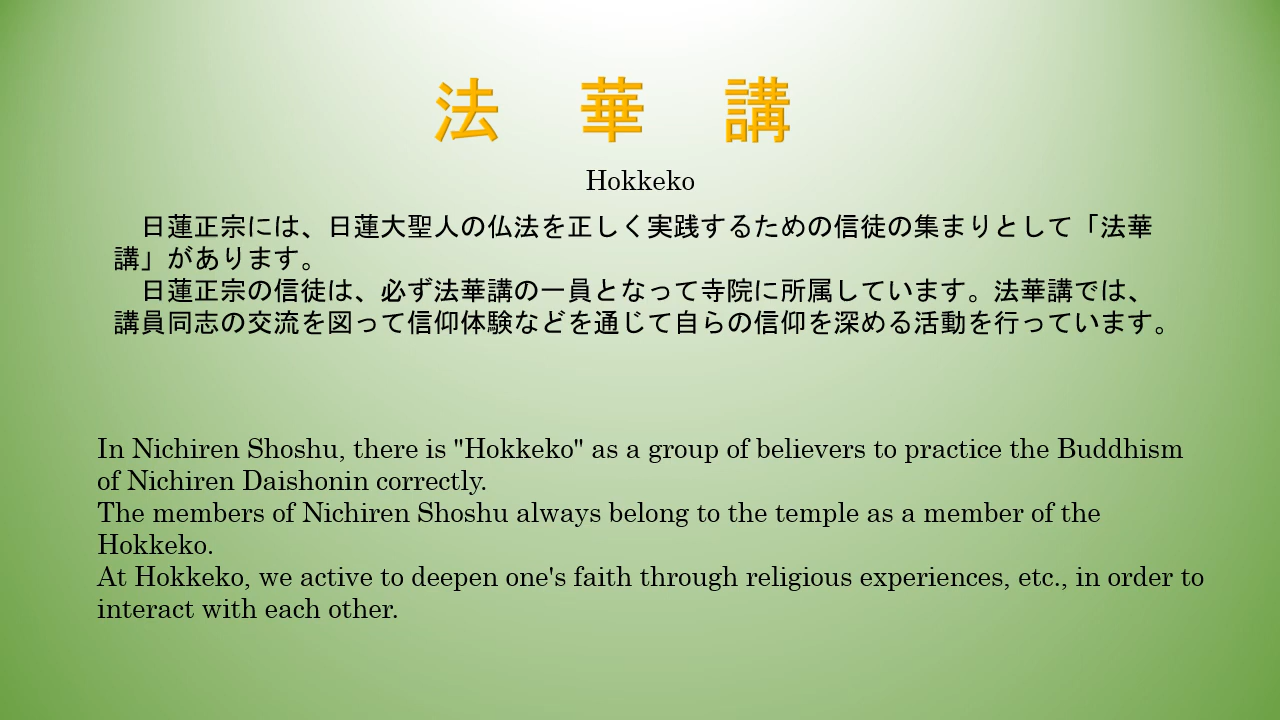 法　華　講
Hokkeko
　日蓮正宗には、日蓮大聖人の仏法を正しく実践するための信徒の集まりとして「法華
講」があります。
　日蓮正宗の信徒は、必ず法華講の一員となって寺院に所属しています。法華講では、
講員同志の交流を図って信仰体験などを通じて自らの信仰を深める活動を行っています。
In Nichiren Shoshu, there is "Hokkeko" as a group of believers to practice the Buddhism
of Nichiren Daishonin correctly.
The members of Nichiren Shoshu always belong to the temple as a member of the
Hokkeko.
At Hokkeko, we active to deepen one's faith through religious experiences, etc., in order to
interact with each other.